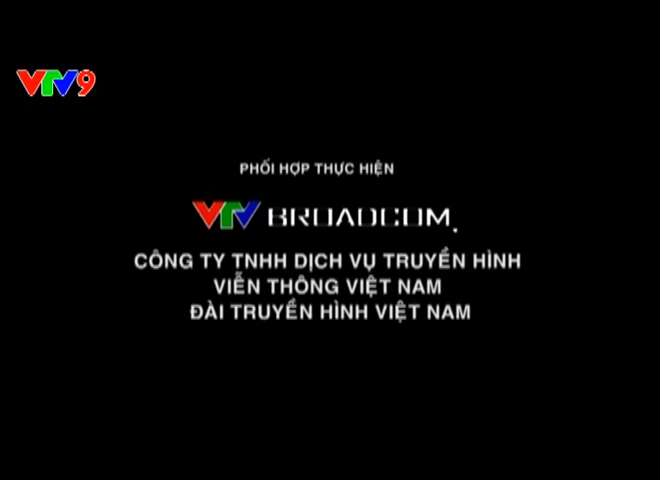 VTV9
PHỐI HỢP THỰC HIỆN
VTV BROADCOM.
CÔNG TY TNHH DỊCH VỤ TRUYỀN HÌNH
VIỄN THÔNG VIỆT NAM
ĐÀI TRUYỀN HÌNH VIỆT NAM